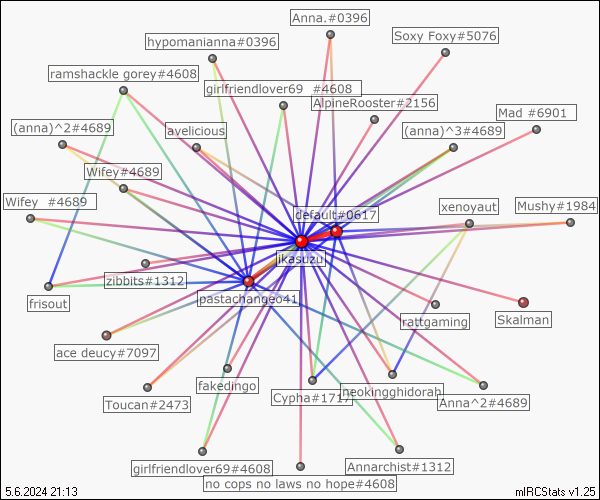 Anna.#0396
Soxy Foxy#5076
hypomanianna#0396
ramshackle gorey#4608
girlfriendlover69 #4608
AlpineRooster#2156
Mad #6901
(anna)^2#4689
avelicious
(anna)^3#4689
Wifey#4689
Wifey #4689
default#0617
xenoyaut
Mushy#1984
ikasuzu
zibbits#1312
pastachangeo41
frisout
rattgaming
Skalman
ace deucy#7097
fakedingo
Toucan#2473
Cypha#1717
neokingghidorah
Anna^2#4689
girlfriendlover69#4608
Annarchist#1312
no cops no laws no hope#4608
5.6.2024 21:13
mIRCStats v1.25